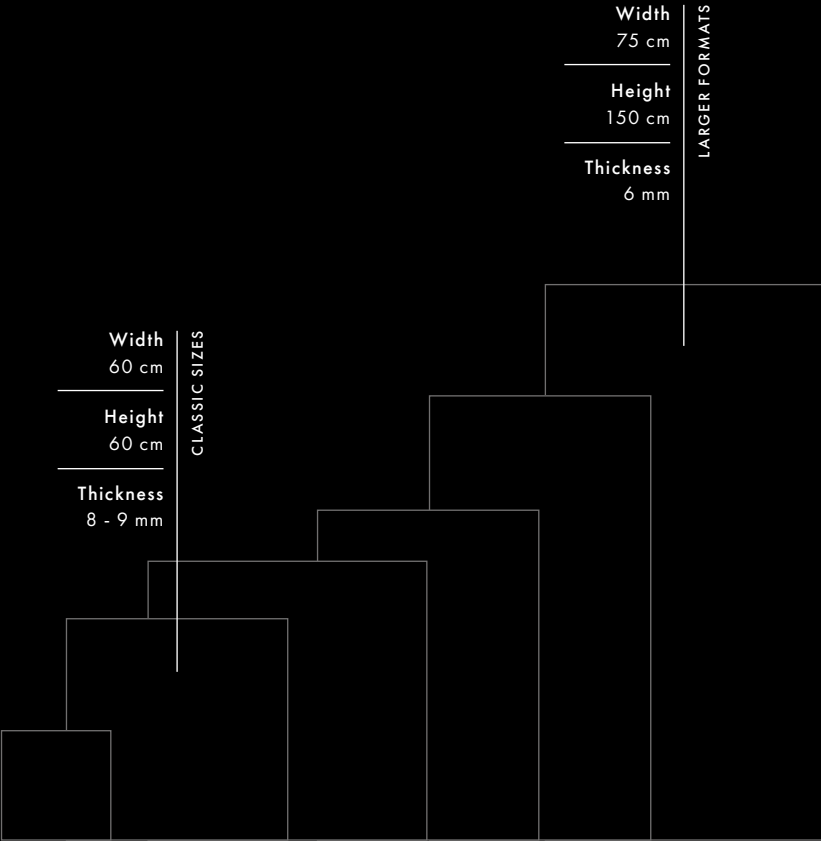 Width
75 cm
Height
150 cm
Thickness
6 mm
LARGER FORMATS
Width
60 cm
Height
60 cm
Thickness
8 - 9 mm
CLASSIC SIZES